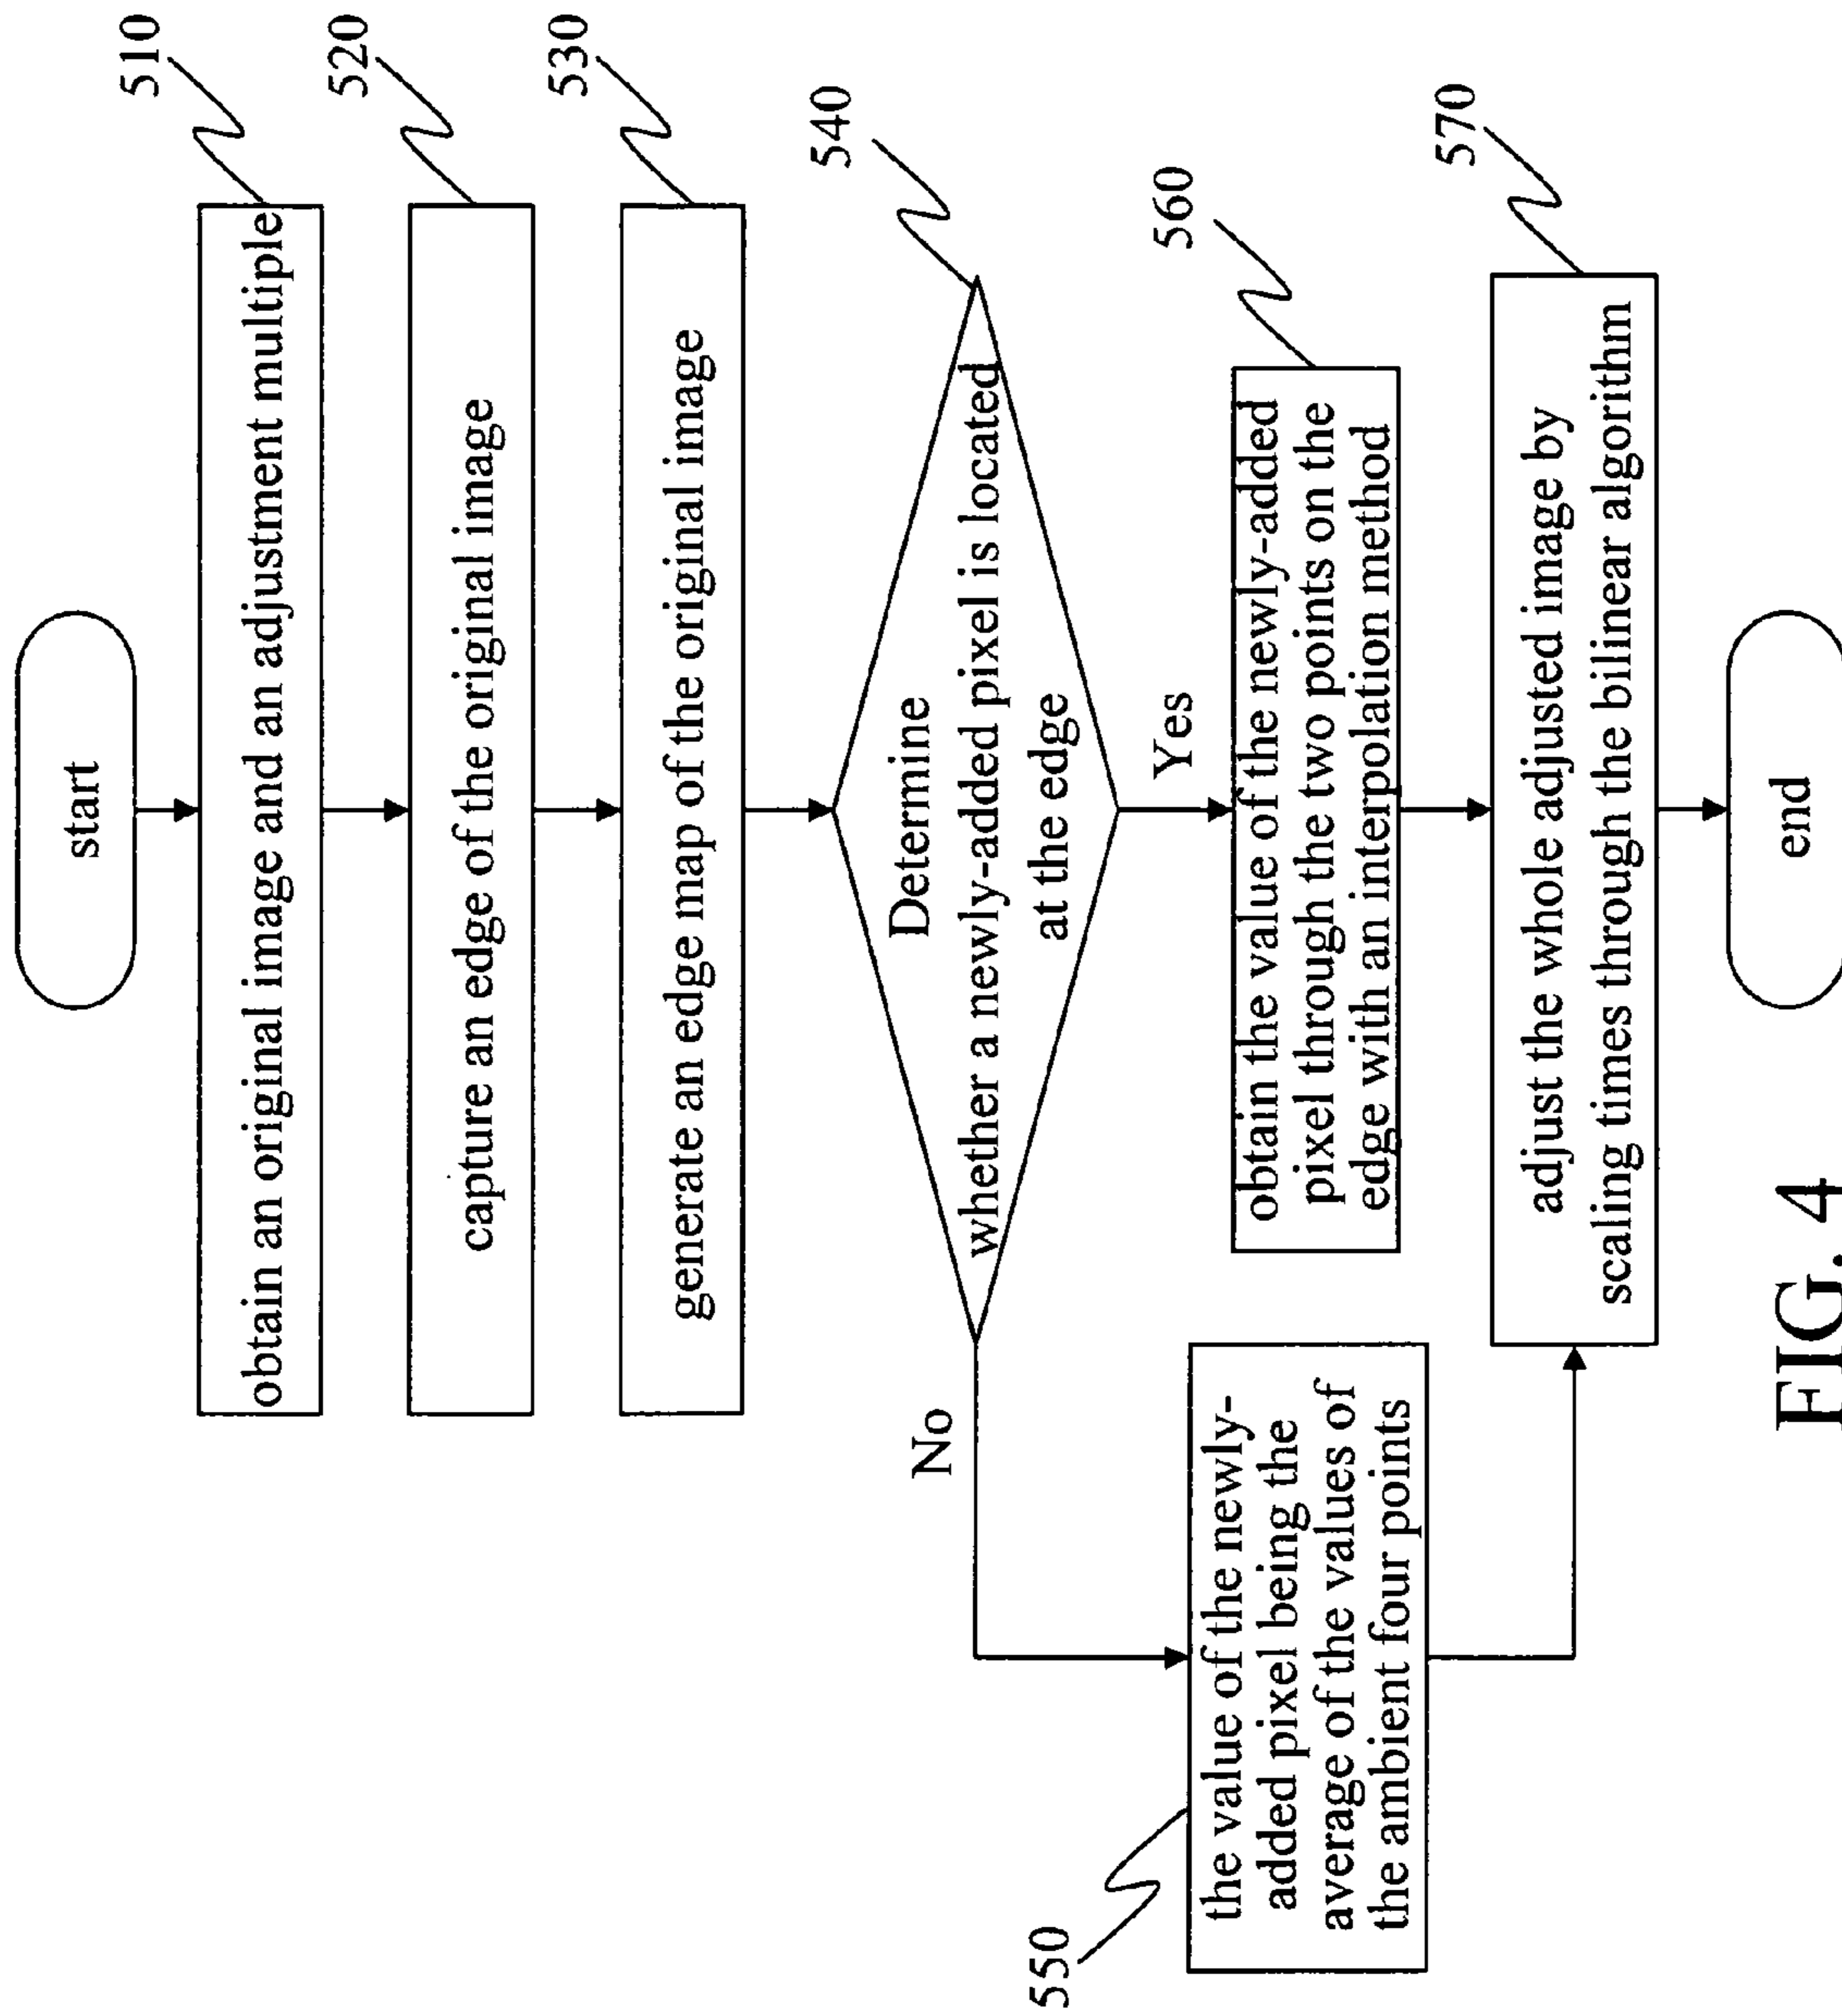 start
510
obtain an original image and an adjustment multiple
520
capture an edge of the original image
530
generate an edge map of the original image
540
Determine
whether a newly-added pixel is located
at the edge
No
Yes
550
the value of the newly-
added pixel being the
average of the values of
the ambient four points
560
obtain the value of the newly-added
pixel through the two points on the
edge with an interpolation method
570
adjust the whole adjusted image by
scaling times through the bilinear algorithm
end
FIG. 4